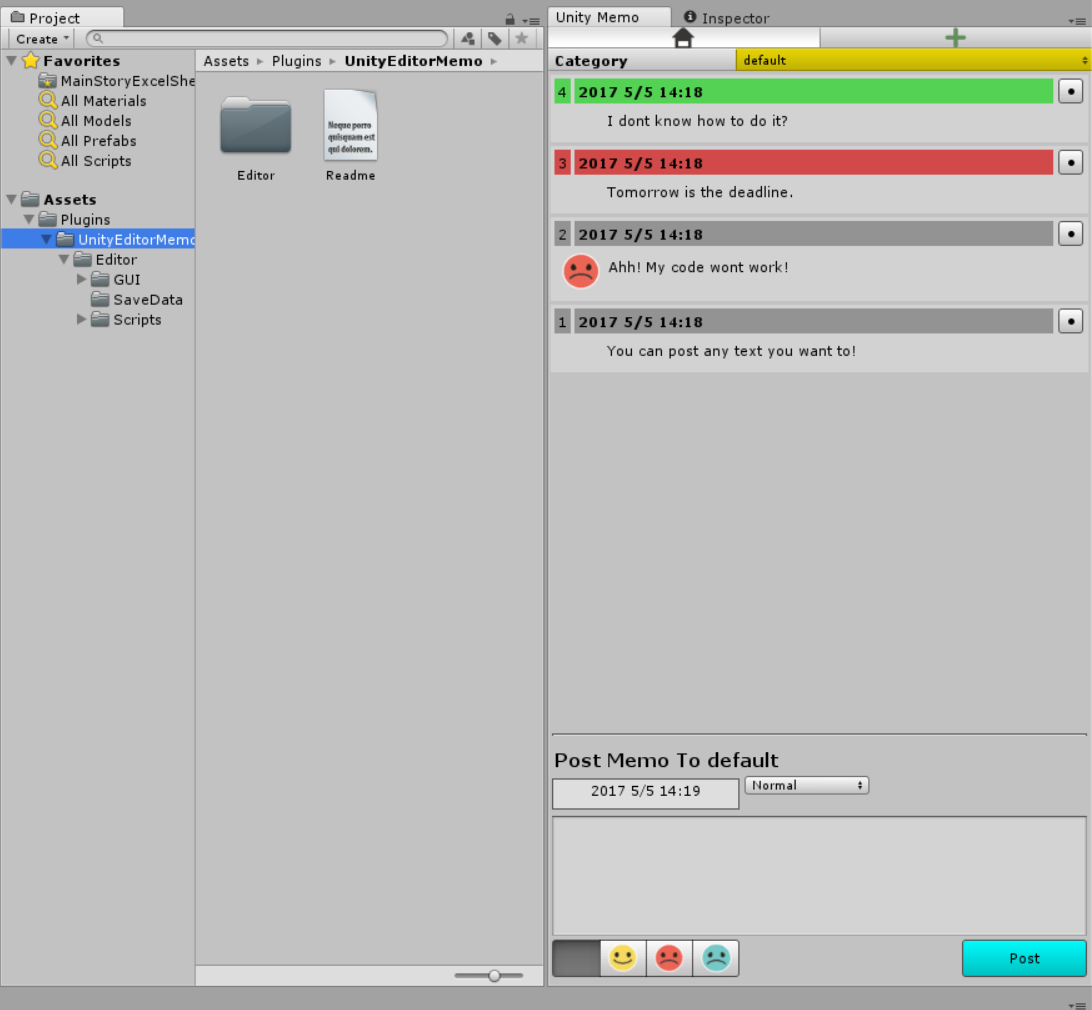 Project
Create
Favorites
MainStoryExcelShe
All Materials
All Models
All Prefabs
All Scripts
Assets
Plugins
UnityEditorMemo
Editor
GUI
SaveData
Scripts
Assets Plugins UnityEditorMemo
Neque porro
quisquam est
qui dolorem.
Editor Readme
Unity Memo Inspector
Category default
4 2017 5/5 14:18
I dont know how to do it?
3 2017 5/5 14:18
Tomorrow is the deadline.
2 2017 5/5 14:18
Ahh! My code wont work!
1 2017 5/5 14:18
You can post any text you want to!
Post Memo To default
2017 5/5 14:19 Normal
Post